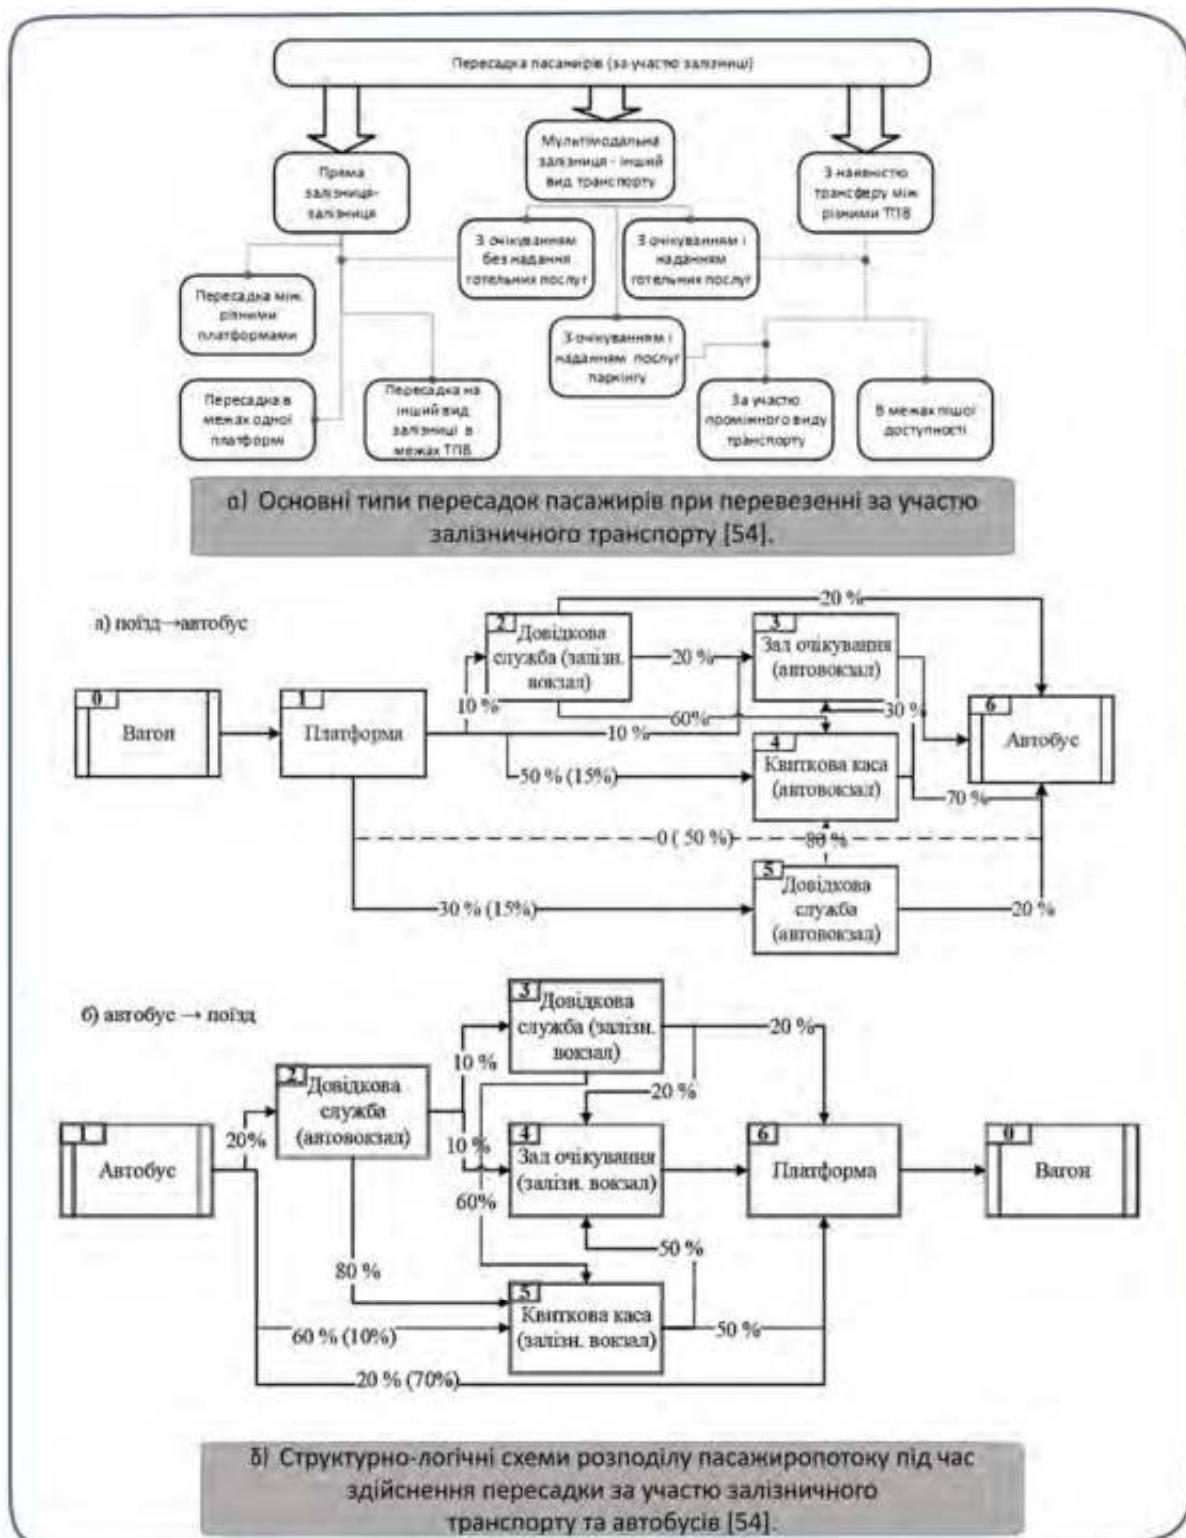 Пересадка пасажирів (за участю залізниці)
Пряма
залізниця-
залізниця
Мультимодальна
залізниця - інший
вид транспорту
З наявністю
трансферу між
різними ТПВ
З очікуванням
без надання
готельних послуг
З очікуванням і
наданням
готельних послуг
Пересадка між
різними
платформами
З очікуванням і
наданням послуг
паркінгу
Пересадка в
межах одної
платформі
Пересадка на
інший вид
залізниці в
межах ТПВ
За участю
проміжного виду
транспорту
В межах пішої
доступності
а) Основні типи пересадок пасажирів при перевезенні за участю
залізничного транспорту [54].
а) поїзд→автобус
20 %
2
Довідкова
служба (залізн.
вокзал)
20 %
3
Зал очікування
(автовокзал)
0
Вагон
1
Платформа
10 %
60%
10 %
30 %
6
Автобус
4
Квиткова каса
(автовокзал)
50 % (15%)
70 %
0 ( 50 %)
80 %
5
Довідкова
служба
(автовокзал)
30 % (15%)
20 %
б) автобус → поїзд
3
Довідкова
служба (залізн.
вокзал)
20 %
10 %
2
Довідкова
служба
(автовокзал)
20 %
1
Автобус
20%
10 %
4
Зал очікування
(залізн. вокзал)
6
Платформа
0
Вагон
60%
50 %
80 %
5
Квиткова каса
(залізн. вокзал)
60 % (10%)
50 %
20 % (70%)
б) Структурно-логічні схеми розподілу пасажиропотоку під час
здійснення пересадки за участю залізничного
транспорту та автобусів [54].